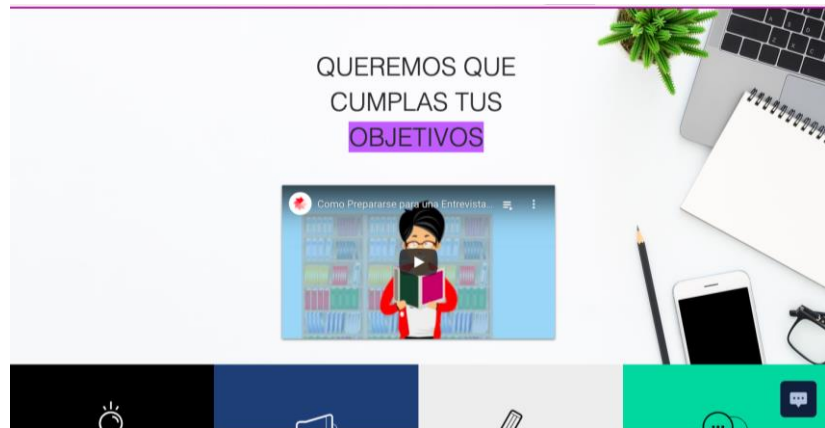 QUEREMOS QUE
CUMPLAS TUS
OBJETIVOS
Como Prepararse para una Entrevista...